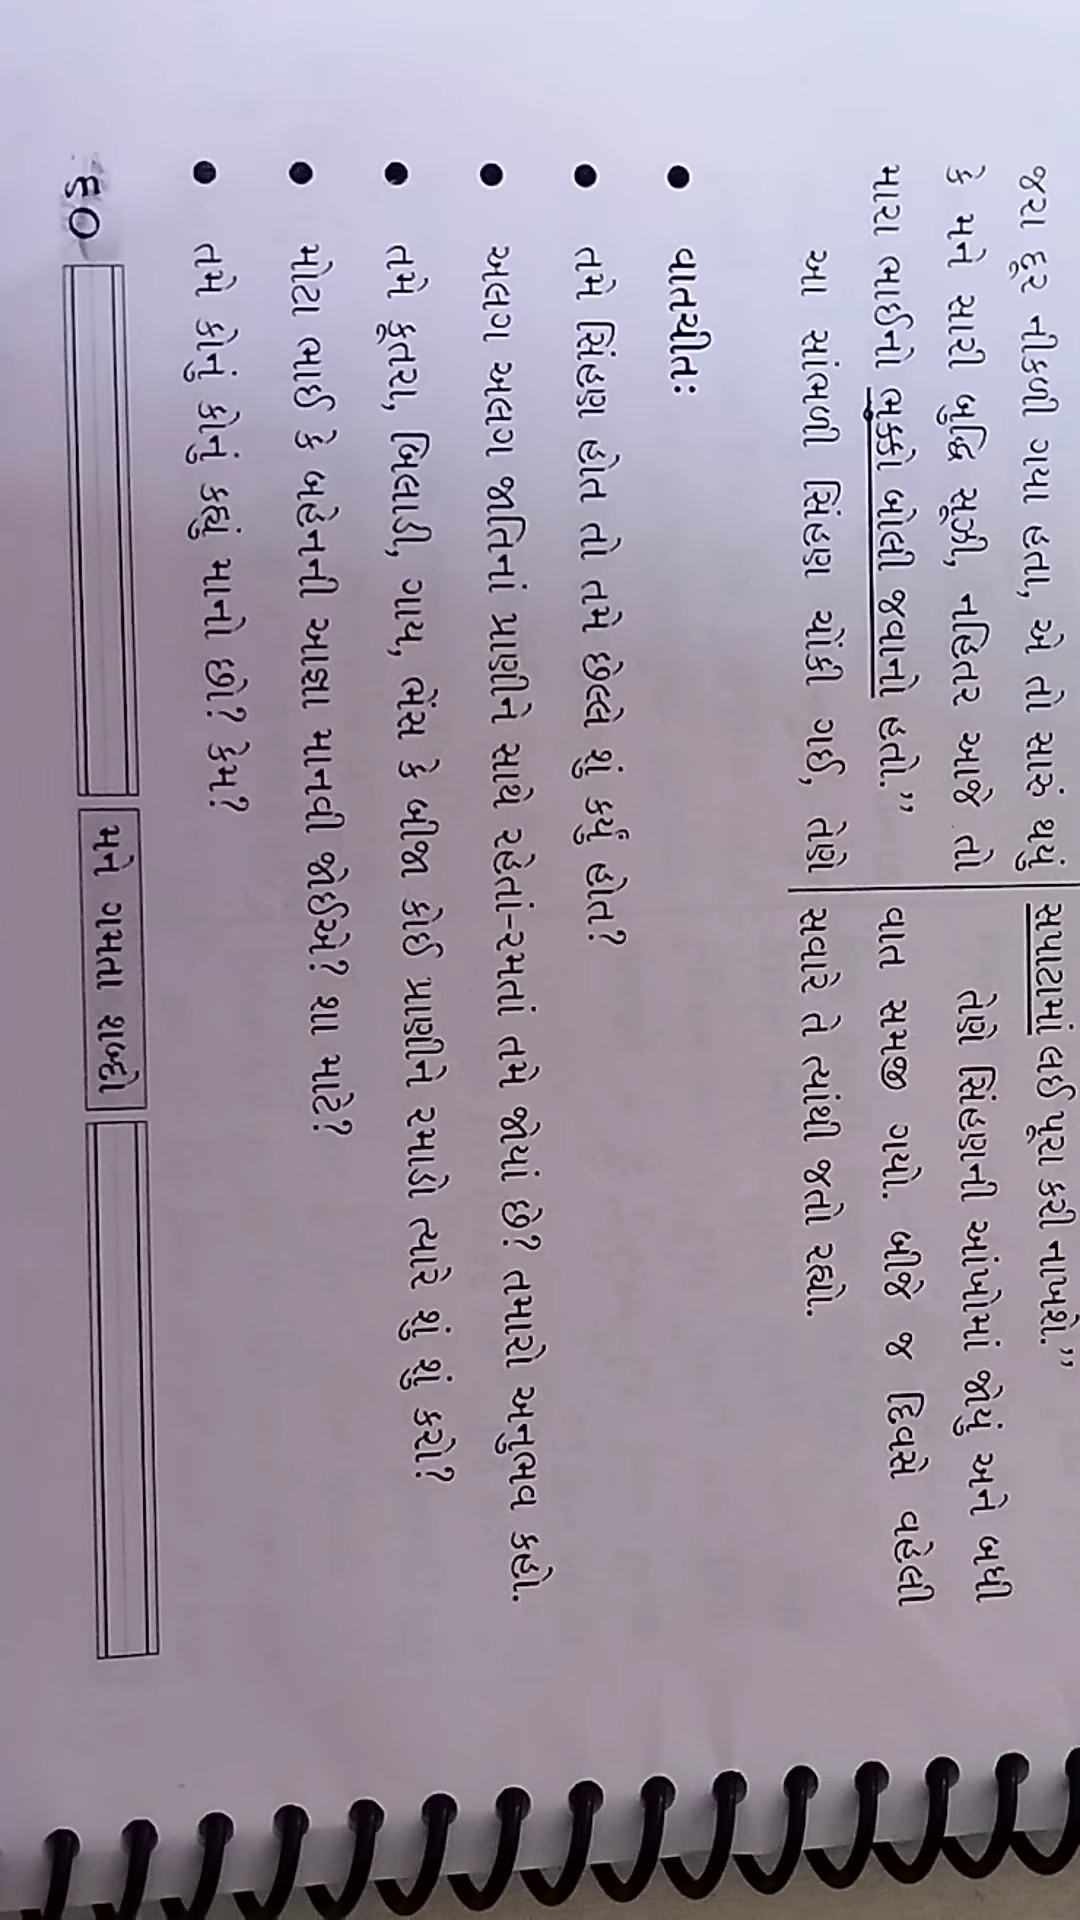 જરા દૂર નીકળી ગયા હતા, એ તો સારું થયું
કે મને સારી બુદ્ધિ સૂઝી, નહિતર આજે તો
મારા ભાઈનો ભુક્કો બોલી જવાનો હતો.”
આ સાંભળી સિંહણ ચોંકી ગઈ, તેણે
સપાટામાં લઈ પૂરા કરી નાખશે.”
તેણે સિંહણની આંખોમાં જોયું અને બધી
વાત સમજી ગયો. બીજે જ દિવસે વહેલી
સવારે તે ત્યાંથી જતો રહ્યો.
● વાતચીત:
● તમે સિંહણ હોત તો તમે છેલ્લે શું કર્યું હોત?
● અલગ અલગ જાતિનાં પ્રાણીને સાથે રહેતાં-રમતાં તમે જોયાં છે? તમારો અનુભવ કહો.
● તમે કૂતરા, બિલાડી, ગાય, ભેંસ કે બીજા કોઈ પ્રાણીને રમાડો ત્યારે શું શું કરો?
● મોટા ભાઈ કે બહેનની આજ્ઞા માનવી જોઈએ? શા માટે?
● તમે કોનું કોનું કહ્યું માનો છો? કેમ?
૬૦
મને ગમતા શબ્દો